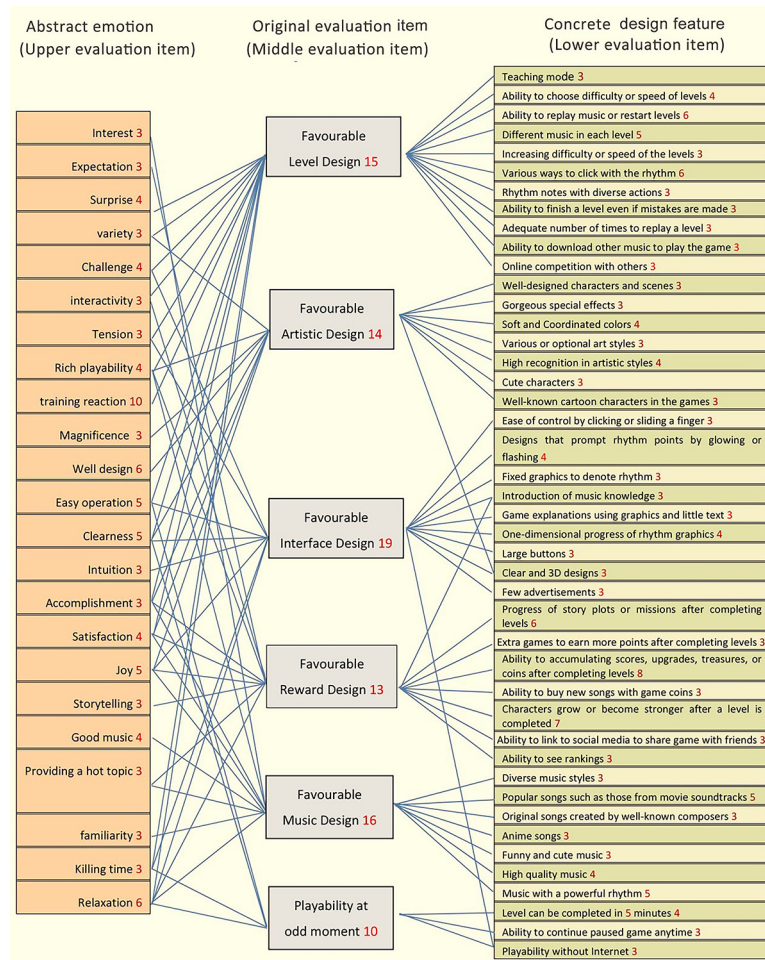 Abstract emotion
(Upper evaluation item)
Original evaluation item
(Middle evaluation item)
Concrete design feature
(Lower evaluation item)
Interest 3
Expectation 3
Surprise 4
variety 3
Challenge 4
interactivity 3
Tension 3
Rich playability 4
training reaction 10
Magnificence 3
Well design 6
Easy operation 5
Clearness 5
Intuition 3
Accomplishment 3
Satisfaction 4
Joy 5
Storytelling 3
Good music 4
Providing a hot topic 3
familiarity 3
Killing time 3
Relaxation 6
Favourable
Level Design 15
Favourable
Artistic Design 14
Favourable
Interface Design 19
Favourable
Reward Design 13
Favourable
Music Design 16
Playability at
odd moment 10
Teaching mode 3
Ability to choose difficulty or speed of levels 4
Ability to replay music or restart levels 6
Different music in each level 5
Increasing difficulty or speed of the levels 3
Various ways to click with the rhythm 6
Rhythm notes with diverse actions 3
Ability to finish a level even if mistakes are made 3
Adequate number of times to replay a level 3
Ability to download other music to play the game 3
Online competition with others 3
Well-designed characters and scenes 3
Gorgeous special effects 3
Soft and Coordinated colors 4
Various or optional art styles 3
High recognition in artistic styles 4
Cute characters 3
Well-known cartoon characters in the games 3
Ease of control by clicking or sliding a finger 3
Designs that prompt rhythm points by glowing or
flashing 4
Fixed graphics to denote rhythm 3
Introduction of music knowledge 3
Game explanations using graphics and little text 3
One-dimensional progress of rhythm graphics 4
Large buttons 3
Clear and 3D designs 3
Few advertisements 3
Progress of story plots or missions after completing
levels 6
Extra games to earn more points after completing levels 3
Ability to accumulating scores, upgrades, treasures, or
coins after completing levels 8
Ability to buy new songs with game coins 3
Characters grow or become stronger after a level is
completed 7
Ability to link to social media to share game with friends 3
Ability to see rankings 3
Diverse music styles 3
Popular songs such as those from movie soundtracks 5
Original songs created by well-known composers 3
Anime songs 3
Funny and cute music 3
High quality music 4
Music with a powerful rhythm 5
Level can be completed in 5 minutes 4
Ability to continue paused game anytime 3
Playability without Internet 3